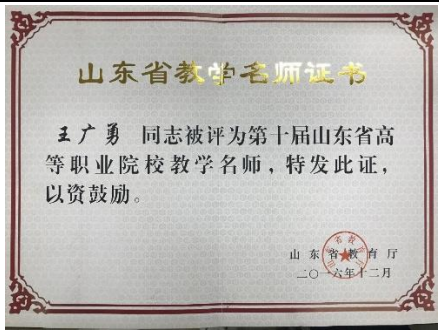 山东省教学名师证书
王广勇 同志被评为第十届山东省高
等职业院校教学名师，特发此证，
以资鼓励。
山东省教育厅
二〇一六年十二月